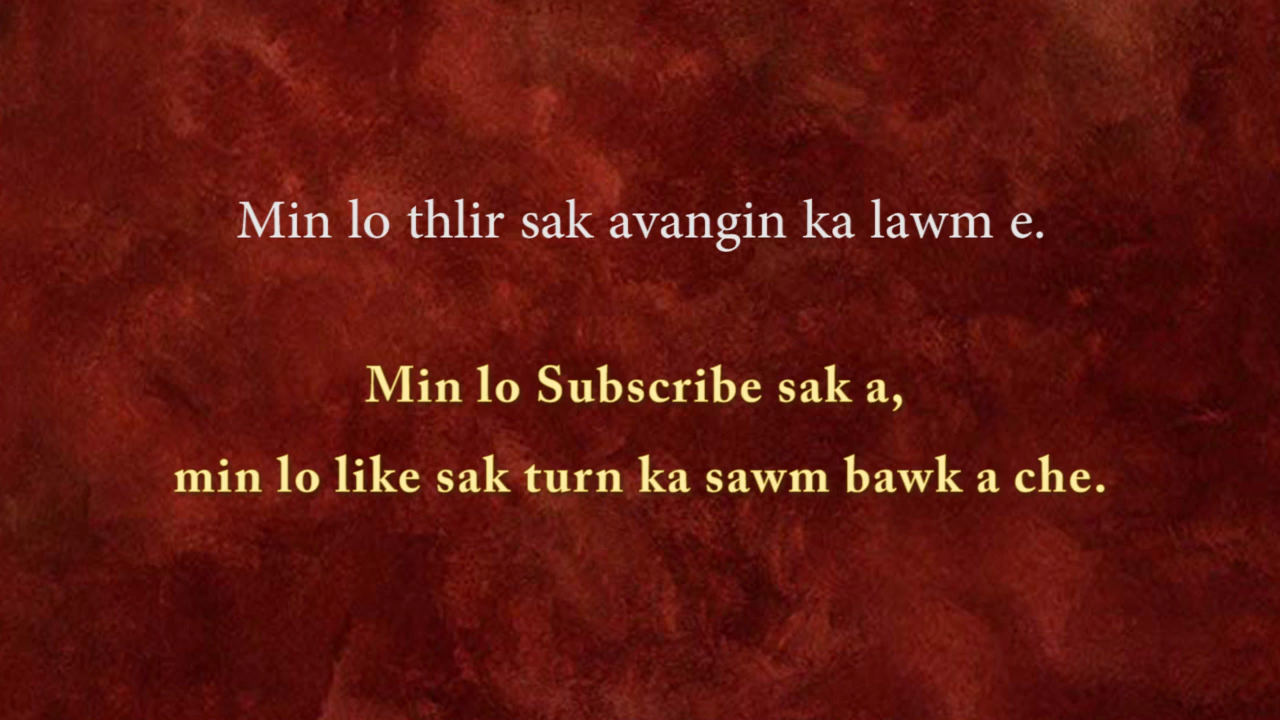 Min lo thlir sak avangin ka lawm e.
Min lo Subscribe sak a,
min lo like sak turn ka sawm bawk a che.